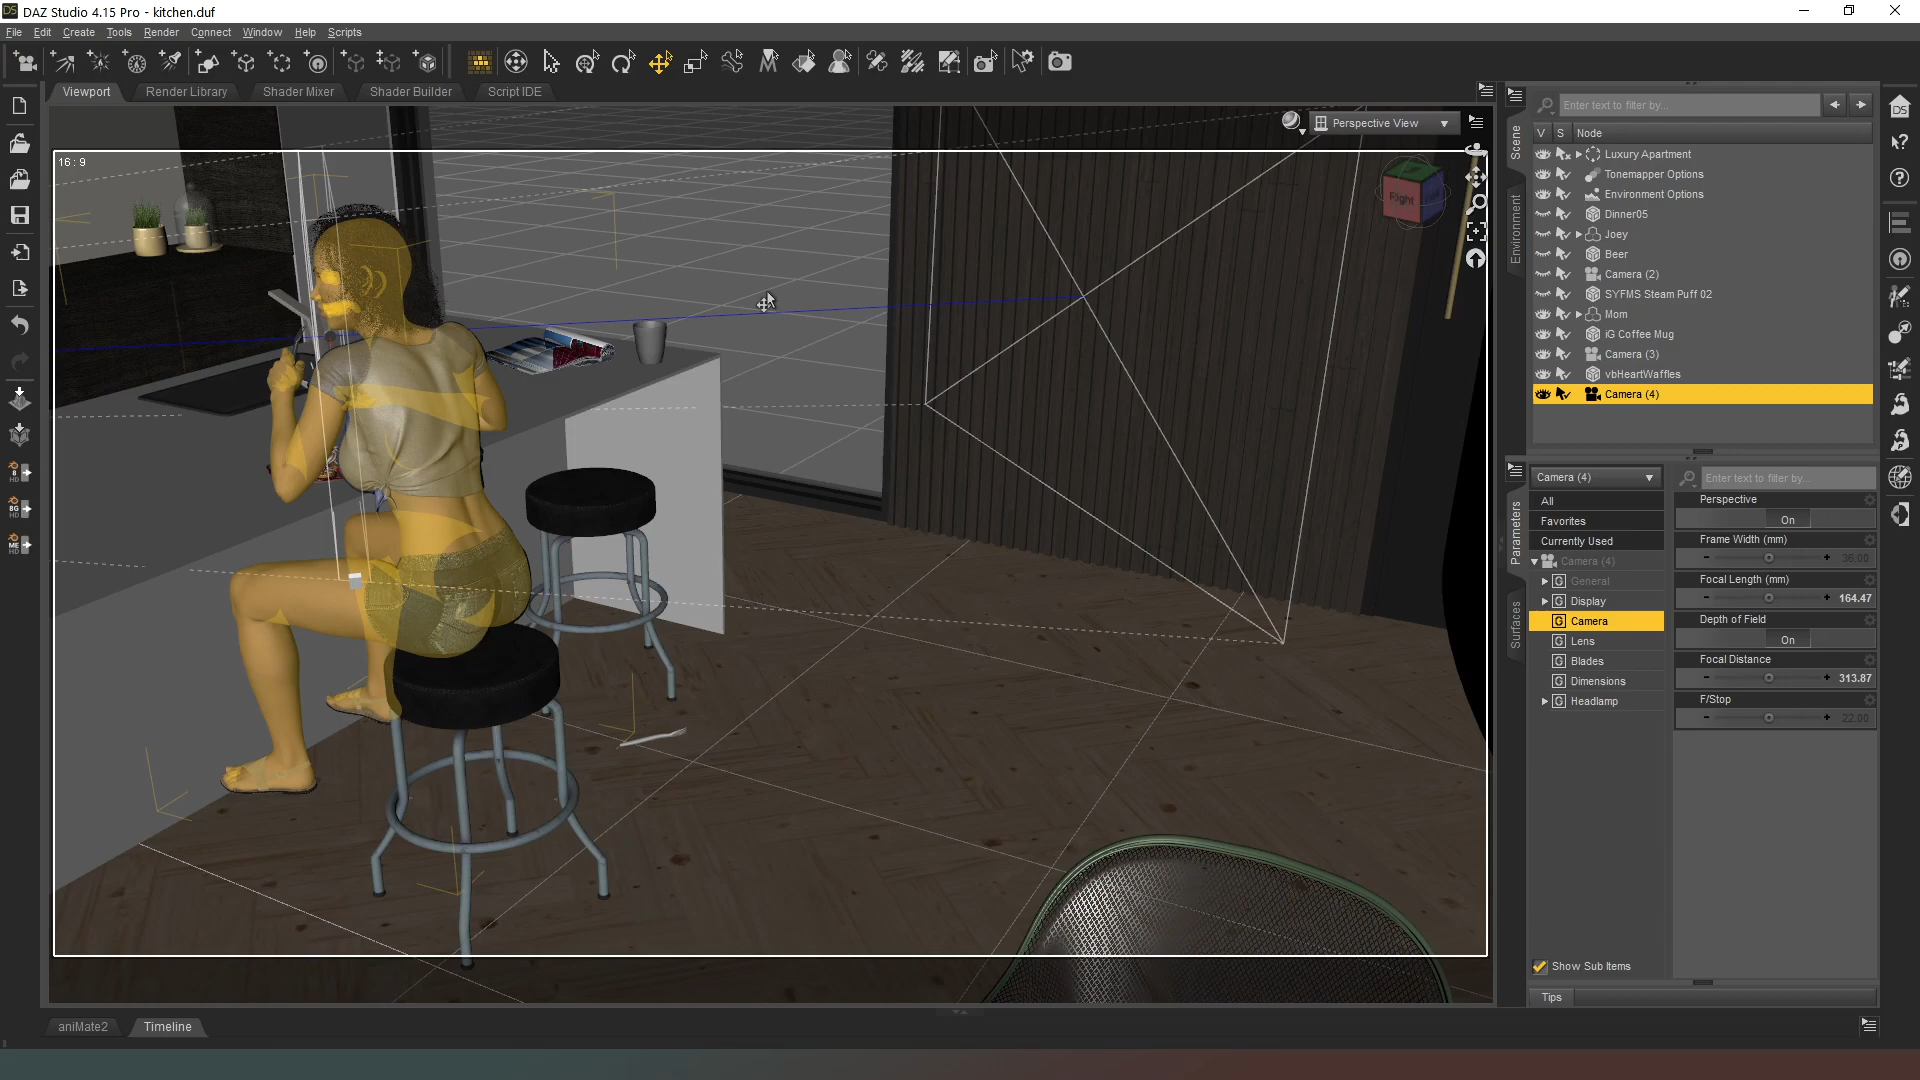 DAZ Studio 4.15 Pro - kitchen.duf
File Edit Create Tools Render Connect Window Help Scripts
Viewport Render Library Shader Mixer Shader Builder Script IDE
Perspective View
16 : 9
Right
Scene
Environment
Enter text to filter by...
V S Node
Luxury Apartment
Tonemapper Options
Environment Options
Dinner05
Joey
Beer
Camera (2)
SYFMS Steam Puff 02
Mom
iG Coffee Mug
Camera (3)
vbHeartWaffles
Camera (4)
Parameters
Surfaces
Camera (4)
Enter text to filter by...
All
Favorites
Currently Used
Camera (4)
General
Display
Camera
Lens
Blades
Dimensions
Headlamp
Perspective
On
Frame Width (mm)
36.00
Focal Length (mm)
164.47
Depth of Field
On
Focal Distance
313.87
F/Stop
22.00
Show Sub Items
Tips
aniMate2 Timeline